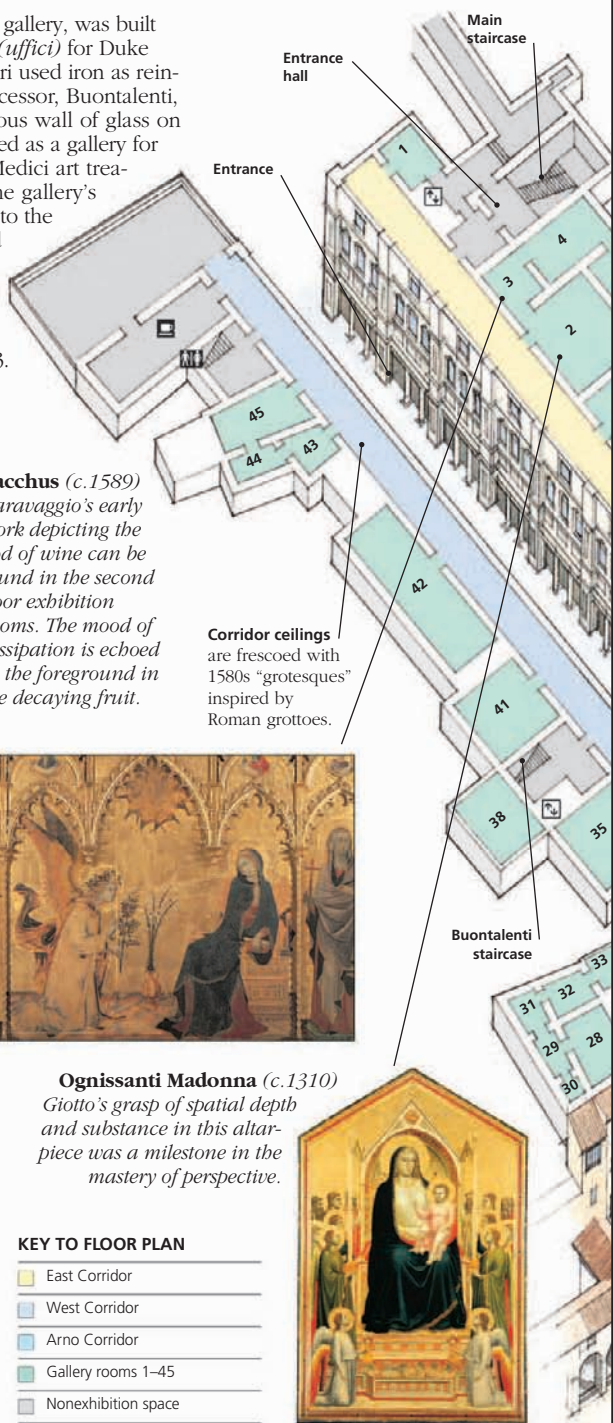 gallery, was built
(uffici) for Duke
ri used iron as rein-
cessor, Buontalenti,
ous wall of glass on
ed as a gallery for
Medici art trea-
he gallery's
to the
3.
Main
staircase
Entrance
hall
Entrance
1
4
3
2
45
44
43
42
41
38
35
acchus (c.1589)
aravaggio's early
ork depicting the
od of wine can be
und in the second
oor exhibition
oms. The mood of
ssipation is echoed
the foreground in
e decaying fruit.
Corridor ceilings
are frescoed with
1580s “grotesques”
inspired by
Roman grottoes.
Buontalenti
staircase
33
32
31
28
29
30
Ognissanti Madonna (c.1310)
Giotto's grasp of spatial depth
and substance in this altar-
piece was a milestone in the
mastery of perspective.
KEY TO FLOOR PLAN
East Corridor
West Corridor
Arno Corridor
Gallery rooms 1–45
Nonexhibition space